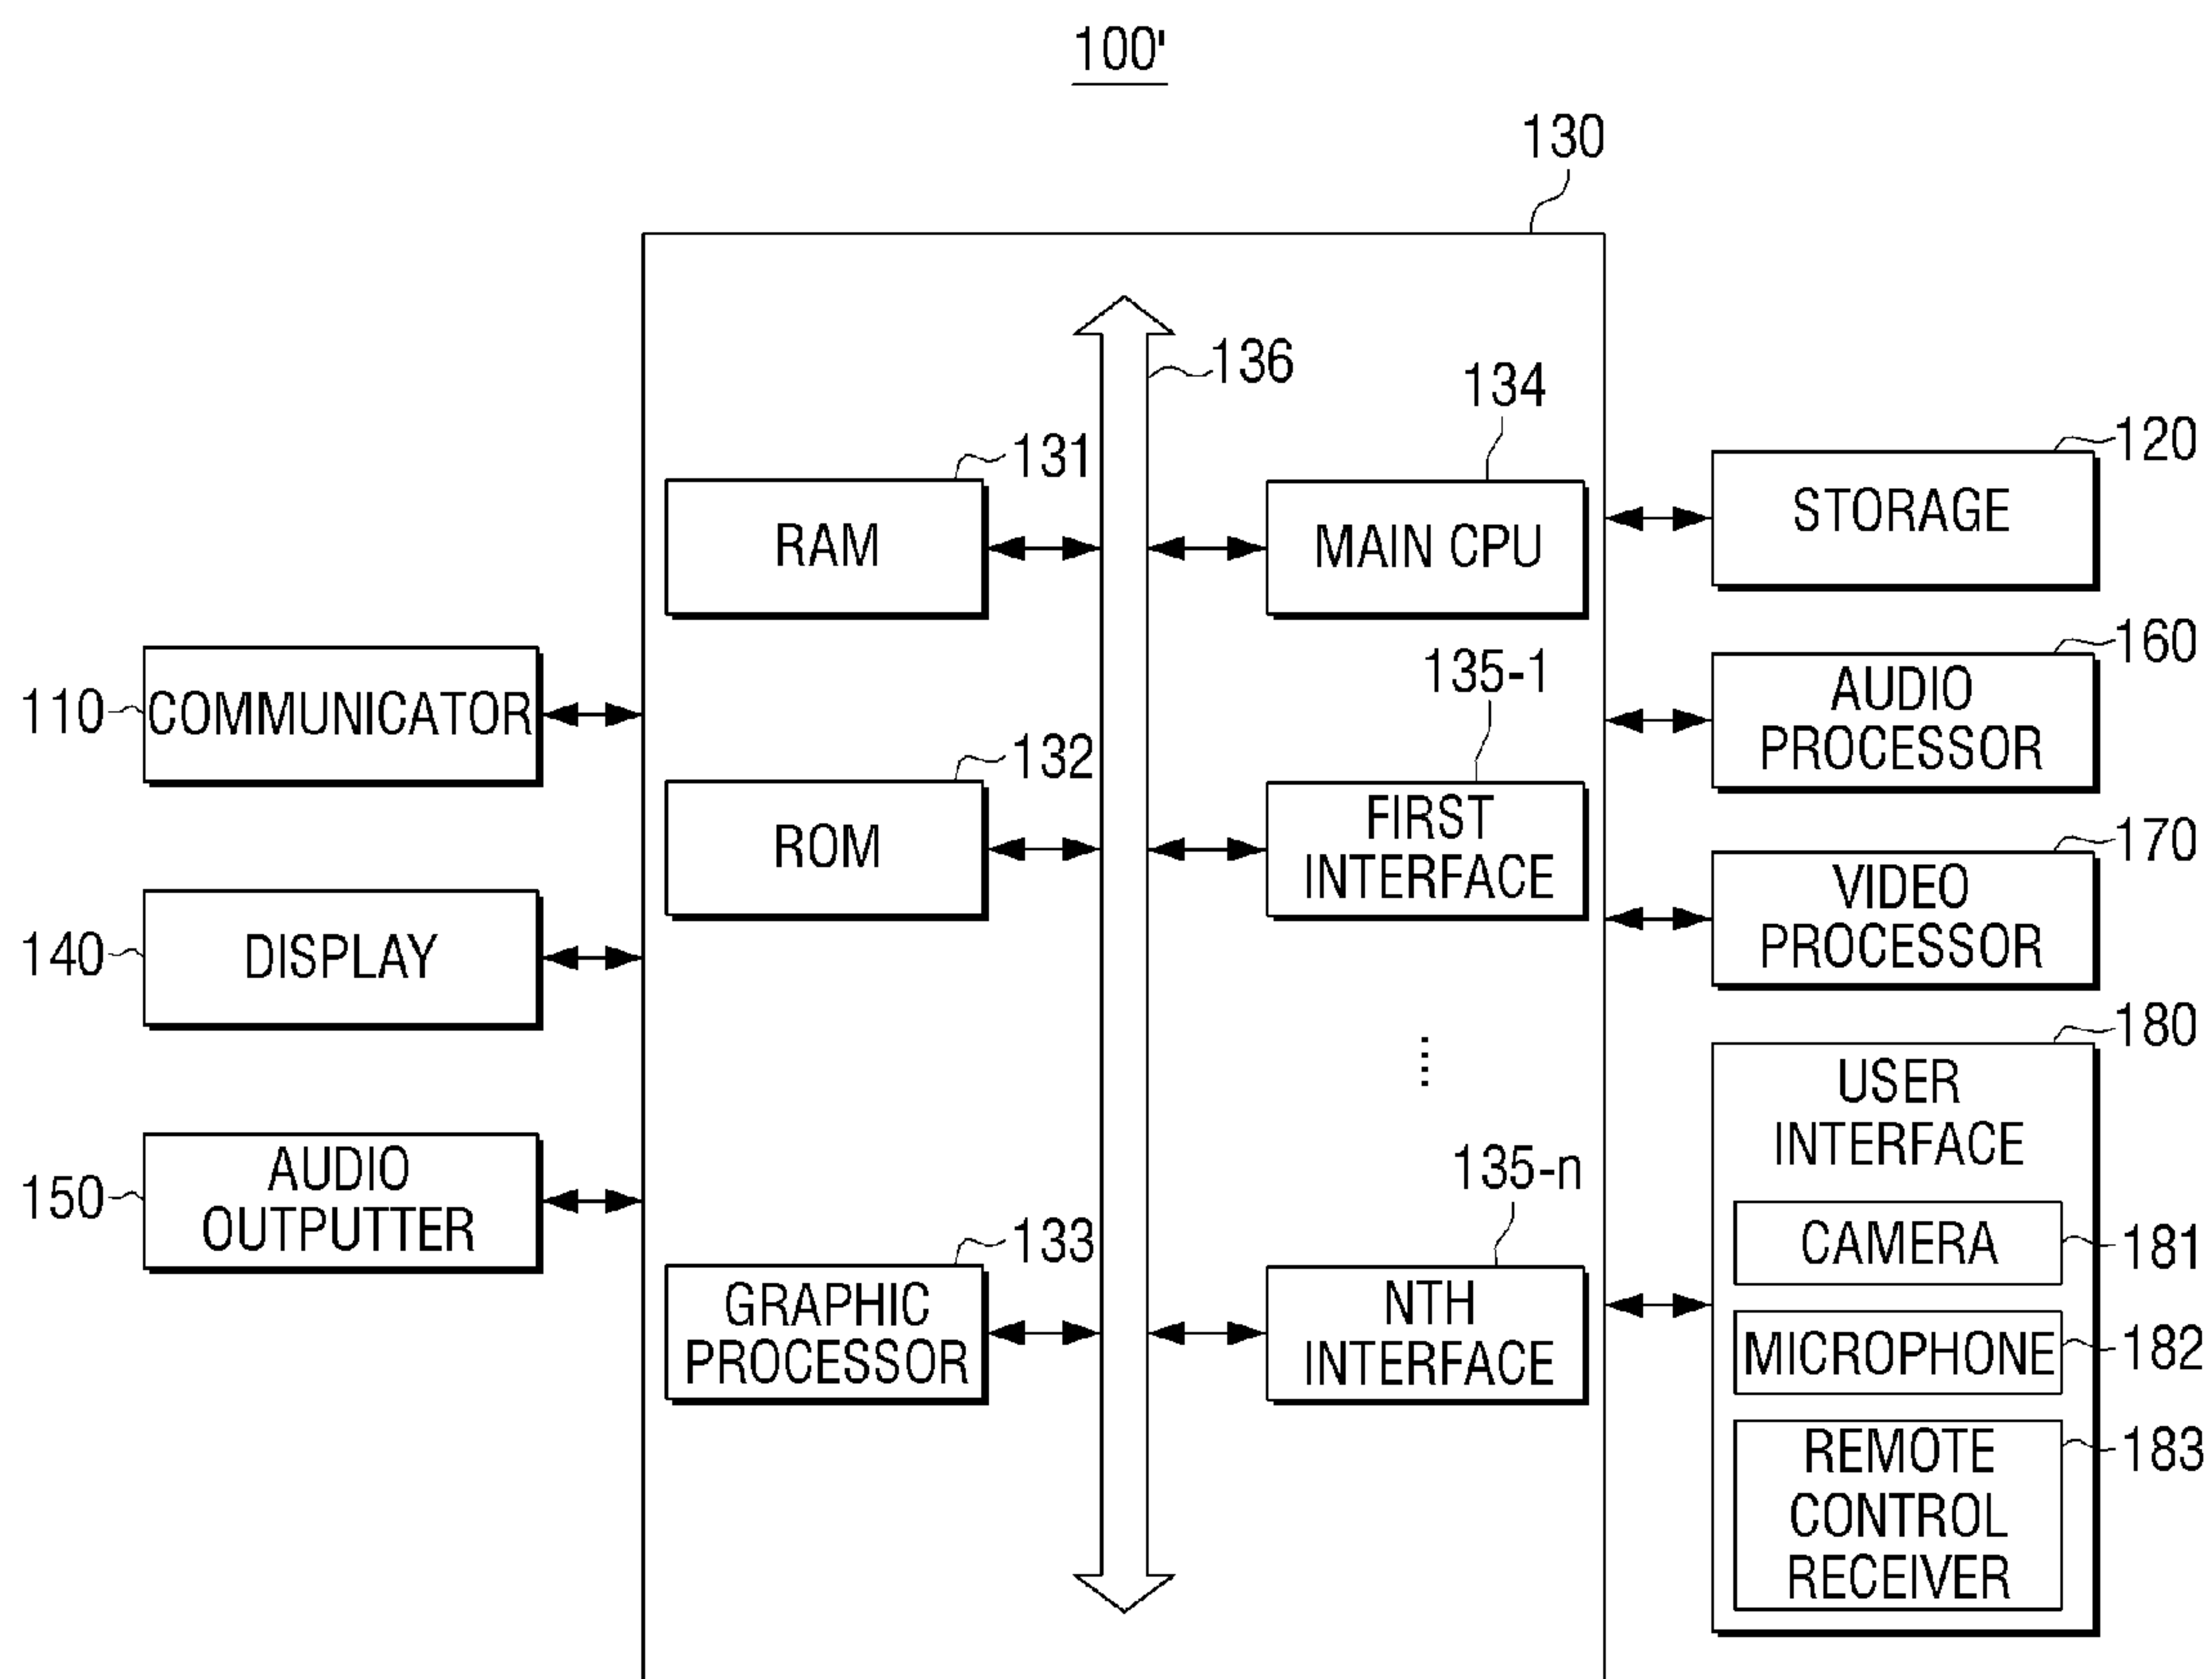 100'
130
136
134
131
RAM
MAIN CPU
120
STORAGE
110
COMMUNICATOR
160
AUDIO
PROCESSOR
135-1
132
ROM
FIRST
INTERFACE
170
VIDEO
PROCESSOR
140
DISPLAY
150
AUDIO
OUTPUTTER
133
GRAPHIC
PROCESSOR
135-n
NTH
INTERFACE
180
USER
INTERFACE
CAMERA
181
MICROPHONE
182
REMOTE
CONTROL
RECEIVER
183